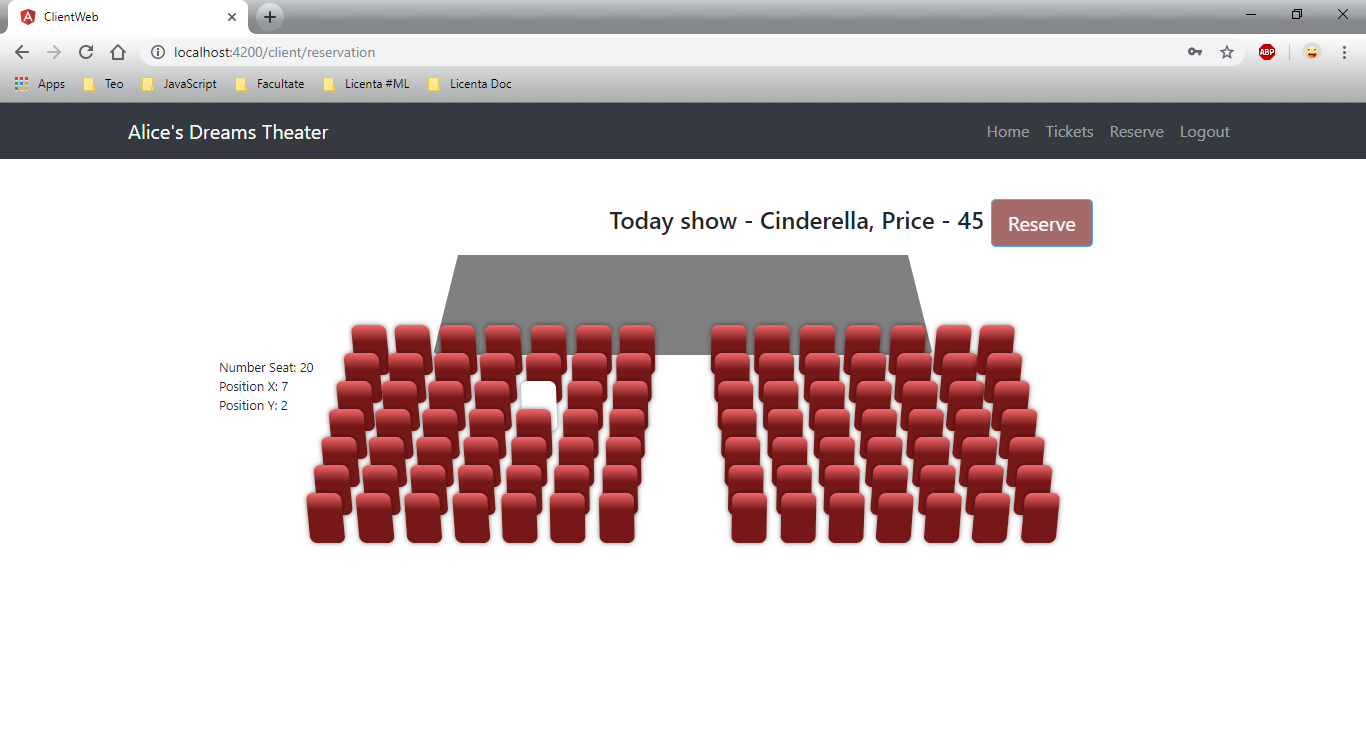 ClientWeb
localhost:4200/client/reservation
ABP
Apps Teo JavaScript Facultate Licenta #ML Licenta Doc
Alice's Dreams Theater Home Tickets Reserve Logout
Today show - Cinderella, Price - 45 Reserve
Number Seat: 20
Position X: 7
Position Y: 2